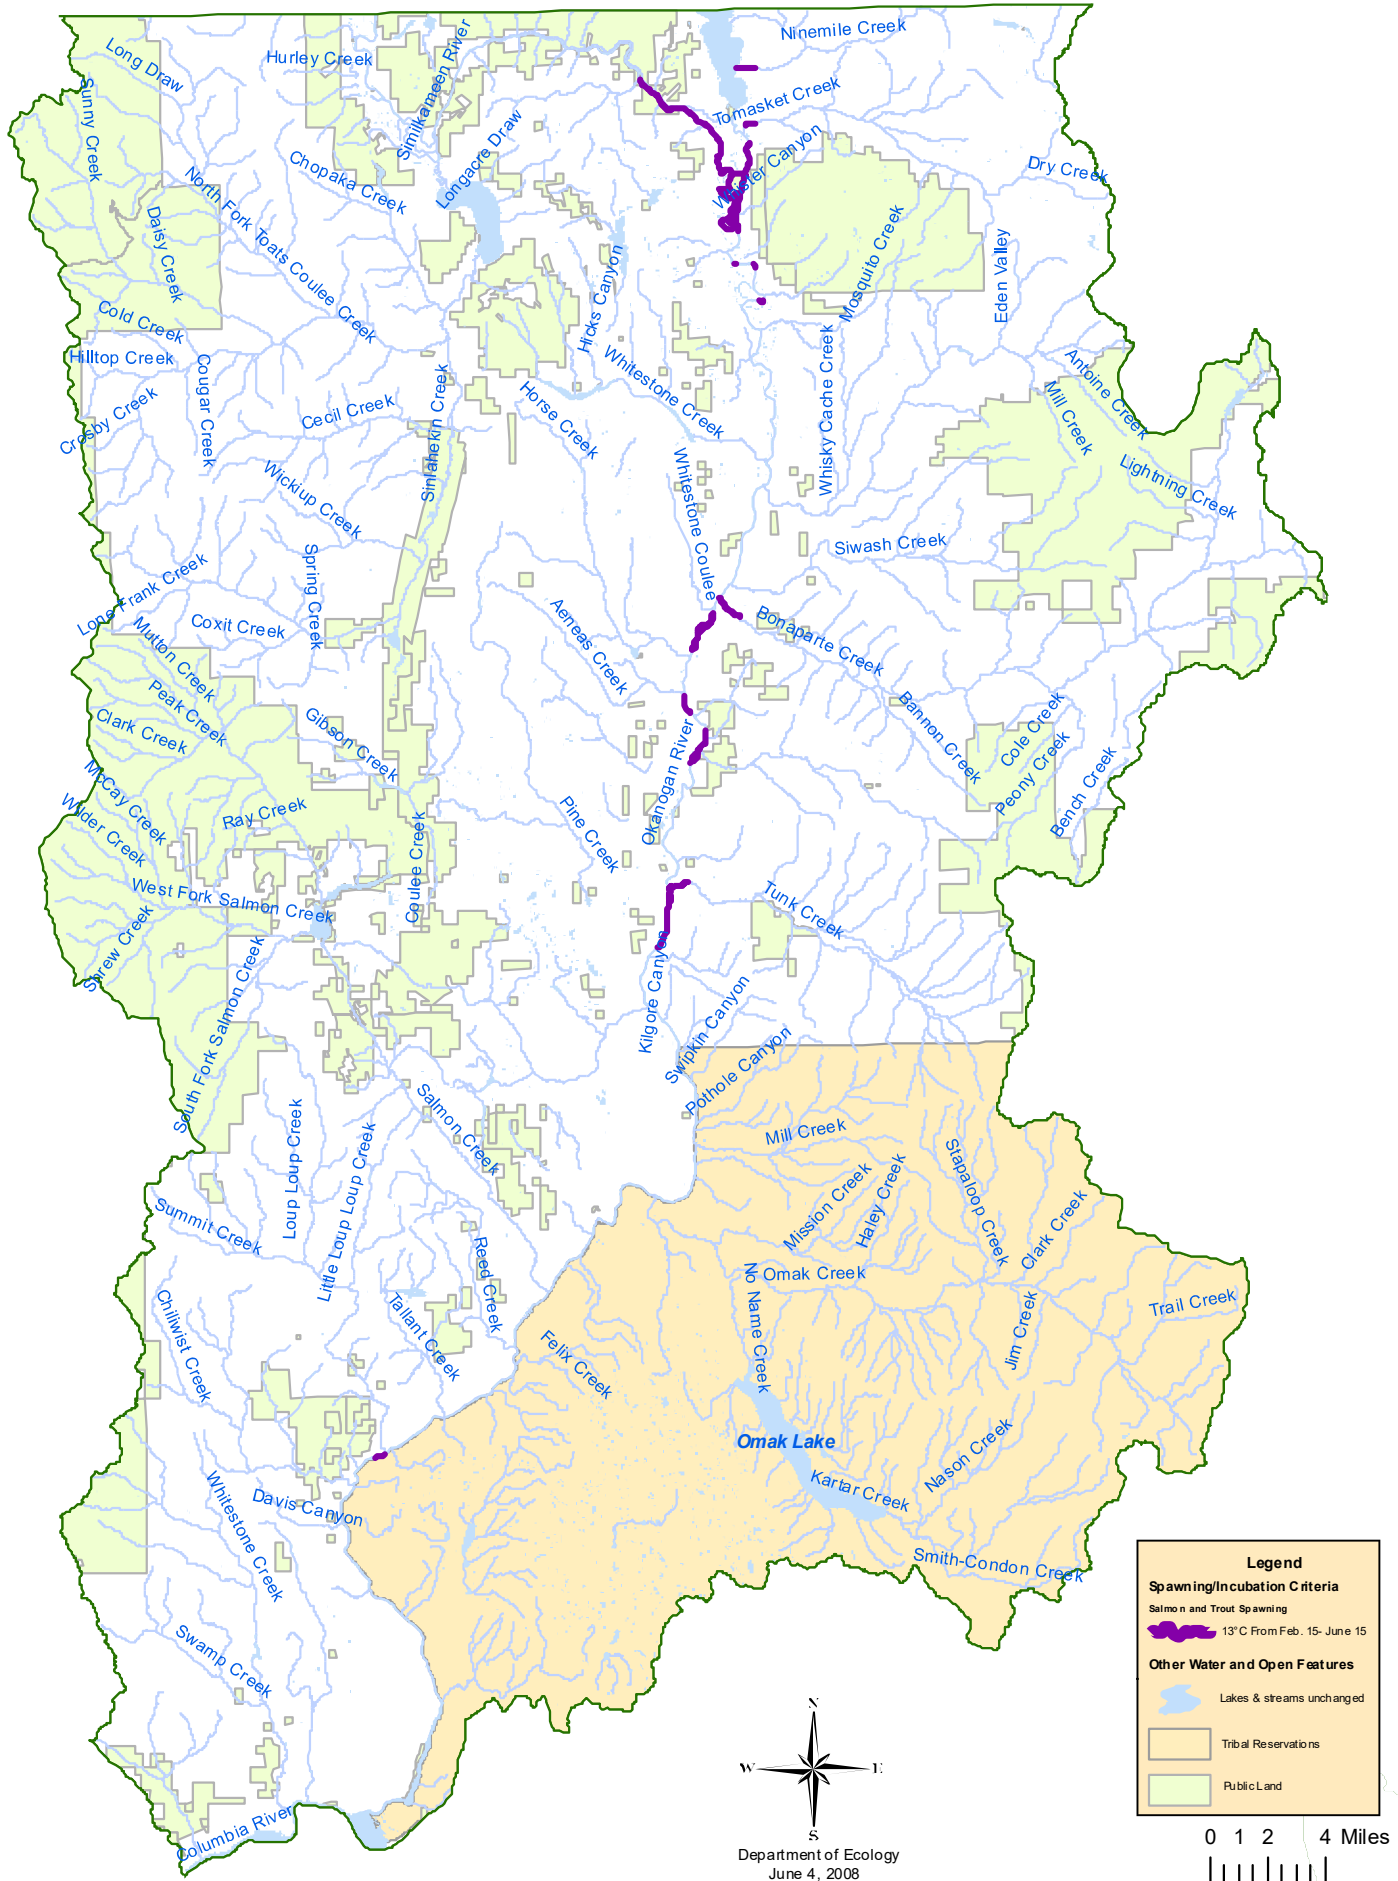 Ninemile Creek
Long Draw
Hurley Creek
Similkameen River
Sunny Creek
Tomasket Creek
Longacre Draw
Whisler Canyon
Chopaka Creek
Dry Creek
North Fork Toats Coulee Creek
Daisy Creek
Mosquito Creek
Eden Valley
Hicks Canyon
Cold Creek
Hilltop Creek
Cougar Creek
Whitestone Creek
Whisky Cache Creek
Antoine Creek
Mill Creek
Crosby Creek
Cecil Creek
Sinlahekin Creek
Horse Creek
Lightning Creek
Wickiup Creek
Whitestone Coulee
Siwash Creek
Spring Creek
Lone Frank Creek
Coxit Creek
Aeneas Creek
Bonaparte Creek
Mutton Creek
Peak Creek
Clark Creek
Gibson Creek
Bannon Creek
Cole Creek
Peony Creek
Bench Creek
Okanogan River
McCay Creek
Wilder Creek
Ray Creek
Pine Creek
Coulee Creek
West Fork Salmon Creek
Tunk Creek
Shrew Creek
South Fork Salmon Creek
Kilgore Canyon
Swipkin Canyon
Pothole Canyon
Salmon Creek
Loup Loup Creek
Little Loup Loup Creek
Mill Creek
Mission Creek
Haley Creek
Stapaloop Creek
Clark Creek
Summit Creek
Reed Creek
Omak Creek
No Name Creek
Jim Creek
Trail Creek
Chiliwist Creek
Tallant Creek
Felix Creek
Omak Lake
Kartar Creek
Nason Creek
Whitestone Creek
Davis Canyon
Smith-Condon Creek
Swamp Creek
Columbia River
Legend
Spawning/Incubation Criteria
Salmon and Trout Spawning
13°C From Feb. 15- June 15
Other Water and Open Features
Lakes & streams unchanged
Tribal Reservations
Public Land
N
W E
S
Department of Ecology
June 4, 2008
0 1 2 4 Miles